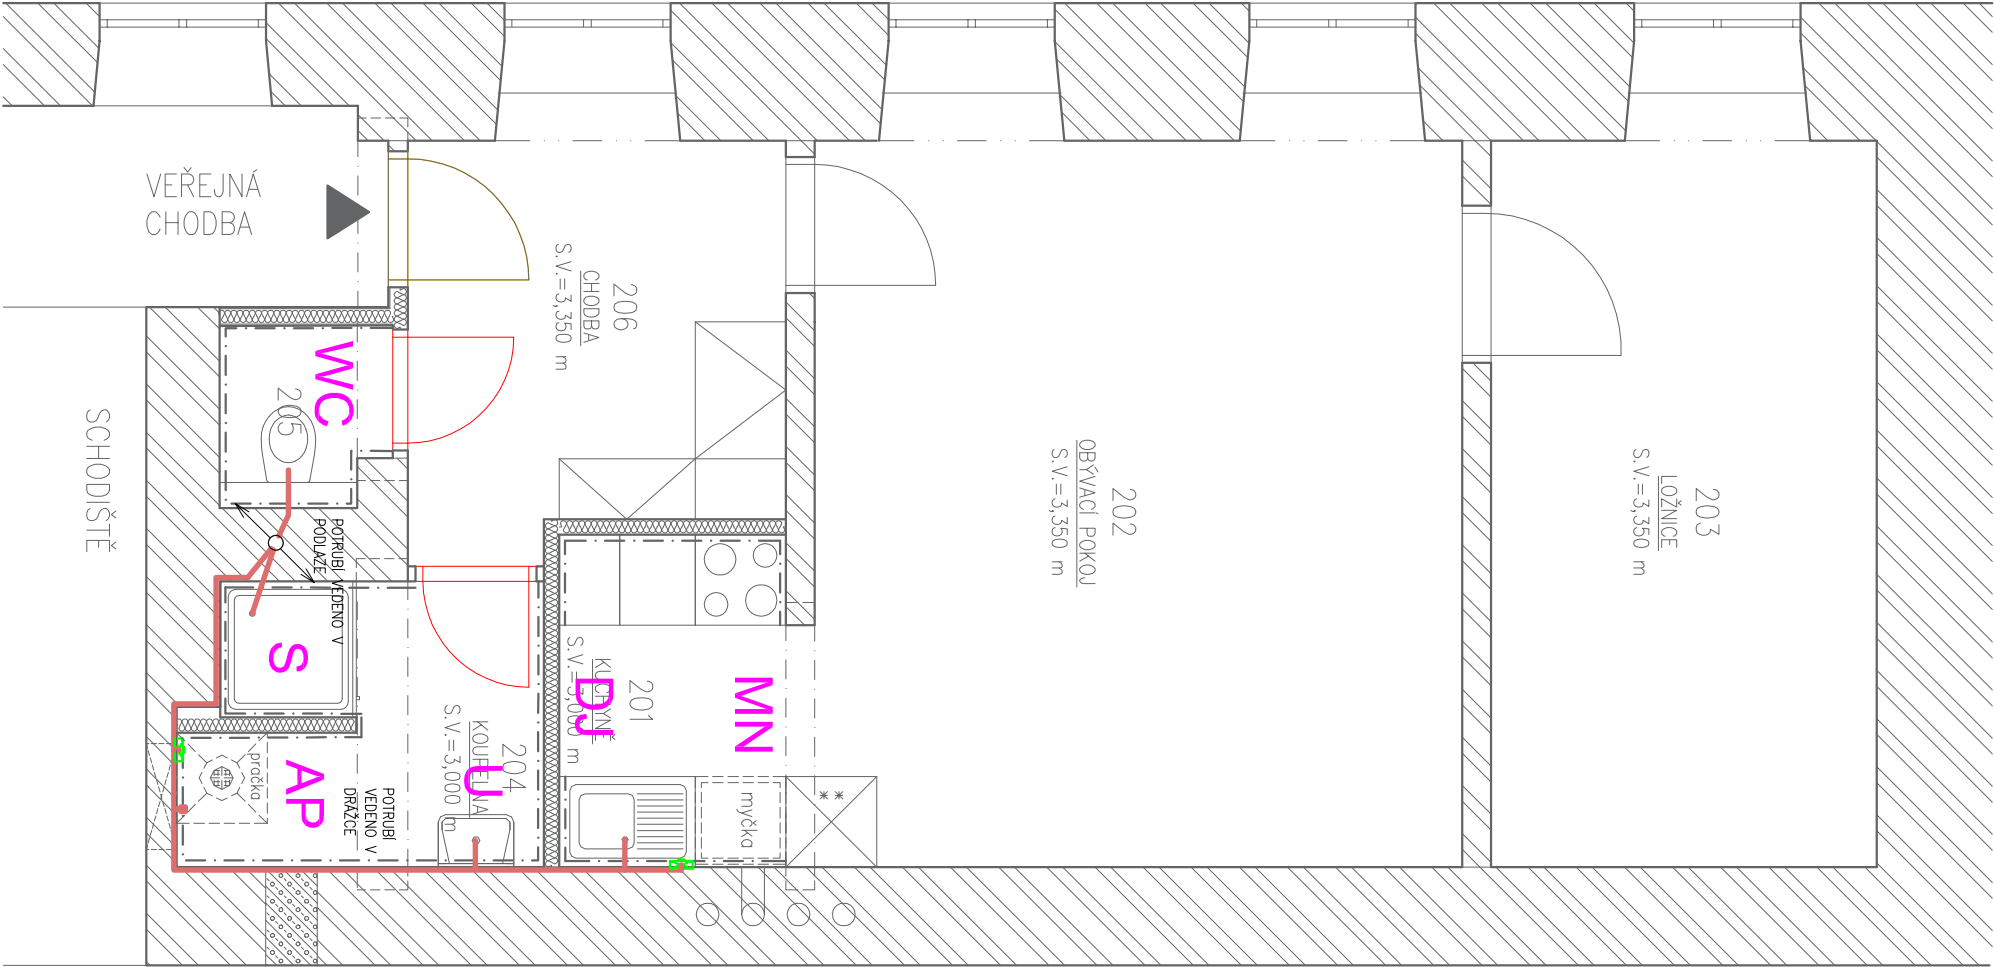 VEŘEJNÁ
CHODBA
SCHODIŠTĚ
206
CHODBA
S.V.=3,350 m
202
OBÝVACÍ POKOJ
S.V.=3,350 m
203
LOŽNICE
S.V.=3,350 m
WC
205
POTRUBÍ VEDENO V
PODLAZE
S
AP
pračka
POTRUBÍ
VEDENO V
DRÁŽCE
204
KOUPELNA
S.V.=3,000 m
U
201
KUCHYNĚ
S.V.=3,000 m
DJ
MN
myčka
**